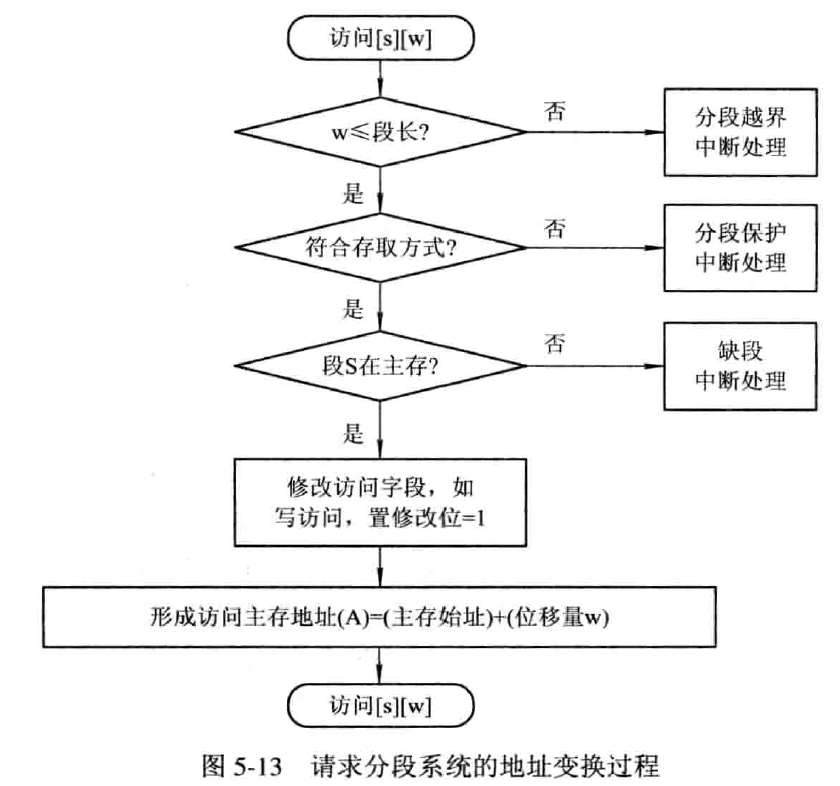 访问[s][w]
w≤段长?
否
分段越界
中断处理
是
符合存取方式?
否
分段保护
中断处理
是
段S在主存?
否
缺段
中断处理
是
修改访问字段，如
写访问，置修改位=1
形成访问主存地址(A)=(主存始址)+(位移量w)
访问[s][w]
图 5-13 请求分段系统的地址变换过程